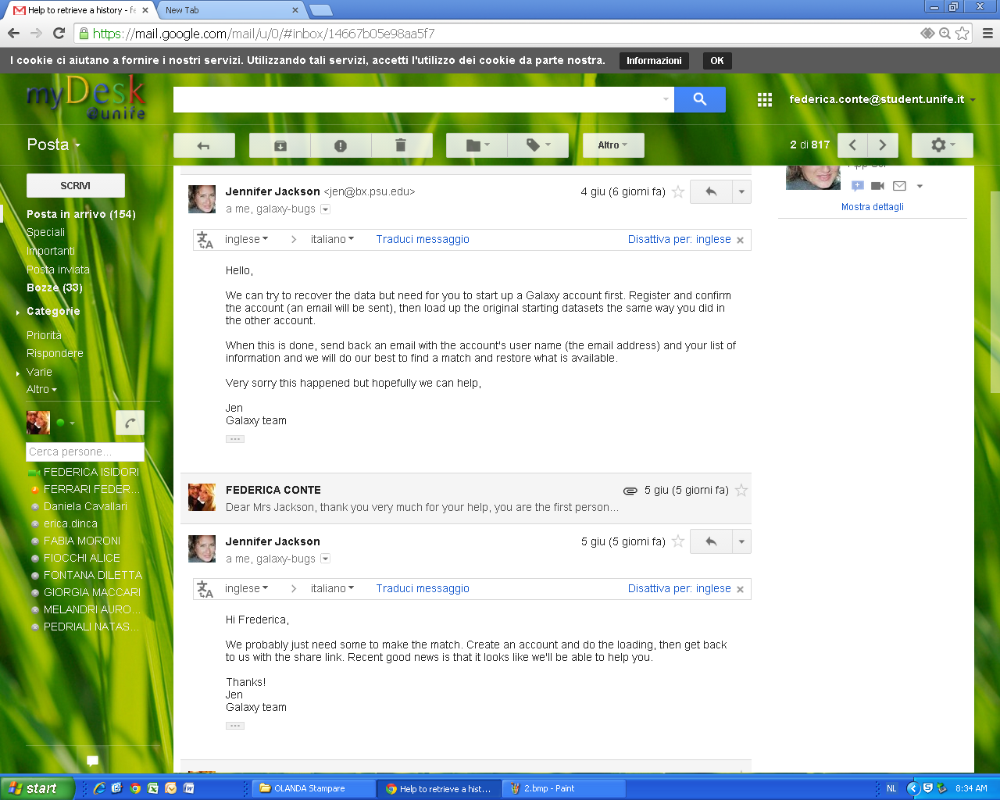 Help to retrieve a history - fe
New Tab
https://mail.google.com/mail/u/0/#inbox/14667b05e98aa5f7
I cookie ci aiutano a fornire i nostri servizi. Utilizzando tali servizi, accetti l'utilizzo dei cookie da parte nostra. Informazioni OK
myDesk
@unife
federica.conte@student.unife.it
Posta
Altro
2 di 817
SCRIVI
Posta in arrivo (154)
Speciali
Importanti
Posta inviata
Bozze (33)
Categorie
Priorità
Rispondere
Varie
Altro
Cerca persone...
FEDERICA ISIDORI
FERRARI FEDER...
Daniela Cavallari
erica.dinca
FABIA MORONI
FIOCCHI ALICE
FONTANA DILETTA
GIORGIA MACCARI
MELANDRI AURO...
PEDRIALI NATAS...
Jennifer Jackson <jen@bx.psu.edu> 4 giu (6 giorni fa)
a me, galaxy-bugs
inglese > italiano Traduci messaggio Disattiva per: inglese x
Hello,
We can try to recover the data but need for you to start up a Galaxy account first. Register and confirm
the account (an email will be sent), then load up the original starting datasets the same way you did in
the other account.
When this is done, send back an email with the account's user name (the email address) and your list of
information and we will do our best to find a match and restore what is available.
Very sorry this happened but hopefully we can help,
Jen
Galaxy team
FEDERICA CONTE 5 giu (5 giorni fa)
Dear Mrs Jackson, thank you very much for your help, you are the first person...
Jennifer Jackson 5 giu (5 giorni fa)
a me, galaxy-bugs
inglese > italiano Traduci messaggio Disattiva per: inglese x
Hi Frederica,
We probably just need some to make the match. Create an account and do the loading, then get back
to us with the share link. Recent good news is that it looks like we'll be able to help you.
Thanks!
Jen
Galaxy team
Mostra dettagli
start
OLANDA Stampare
Help to retrieve a hist...
2.bmp - Paint
NL
8:34 AM